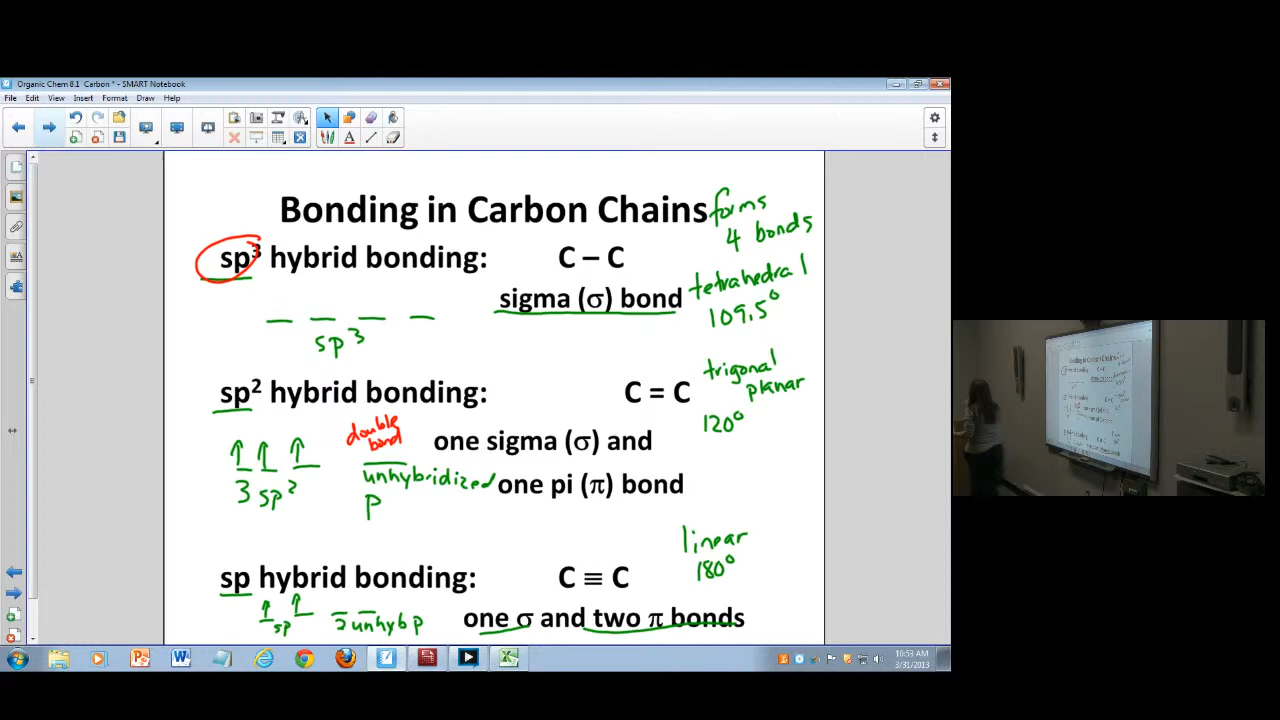 Organic Chem 8.1 Carbon * - SMART Notebook
File Edit View Insert Format Draw Help
Bonding in Carbon Chains
forms
4 bonds
sp³ hybrid bonding: C – C
tetrahedral
sigma (σ) bond
109.5°
sp³
trigonal
planar
sp² hybrid bonding: C = C
120°
double
bond
one sigma (σ) and
unhybridized
3 sp²
one pi (π) bond
p
linear
180°
sp hybrid bonding: C ≡ C
sp
2 unhyb p
one σ and two π bonds
10:53 AM
3/31/2013